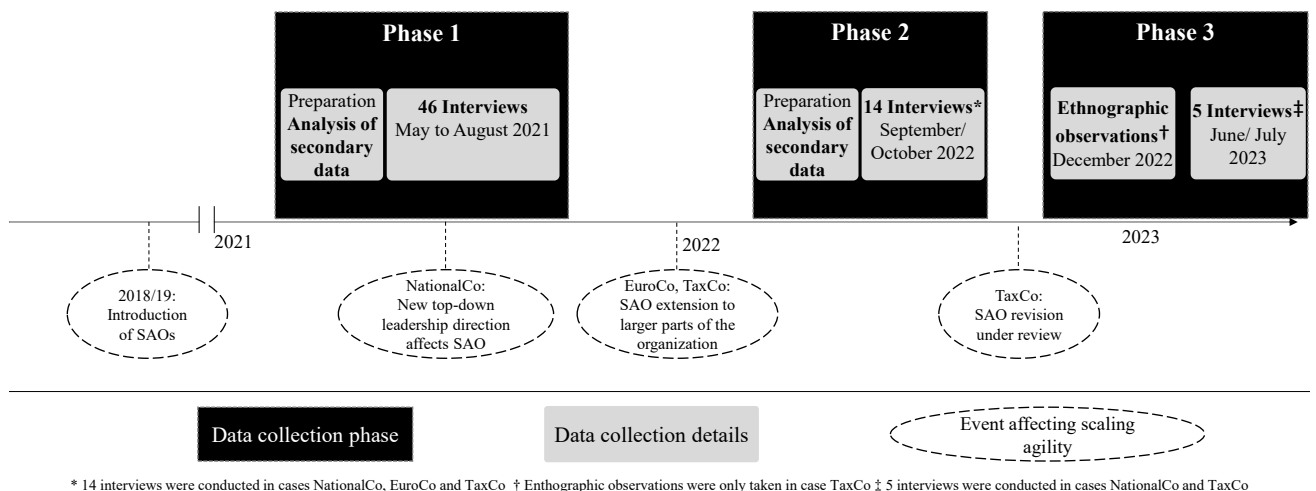 Phase 1
Preparation
Analysis of
secondary
data
46 Interviews
May to August 2021
Phase 2
Preparation
Analysis of
secondary
data
14 Interviews*
September/
October 2022
Phase 3
Ethnographic
observations†
December 2022
5 Interviews‡
June/ July
2023
2021
2022
2023
2018/19:
Introduction
of SAOs
NationalCo:
New top-down
leadership direction
affects SAO
EuroCo, TaxCo:
SAO extension to
larger parts of the
organization
TaxCo:
SAO revision
under review
Data collection phase
Data collection details
Event affecting scaling
agility
* 14 interviews were conducted in cases NationalCo, EuroCo and TaxCo † Enthographic observations were only taken in case TaxCo ‡ 5 interviews were conducted in cases NationalCo and TaxCo